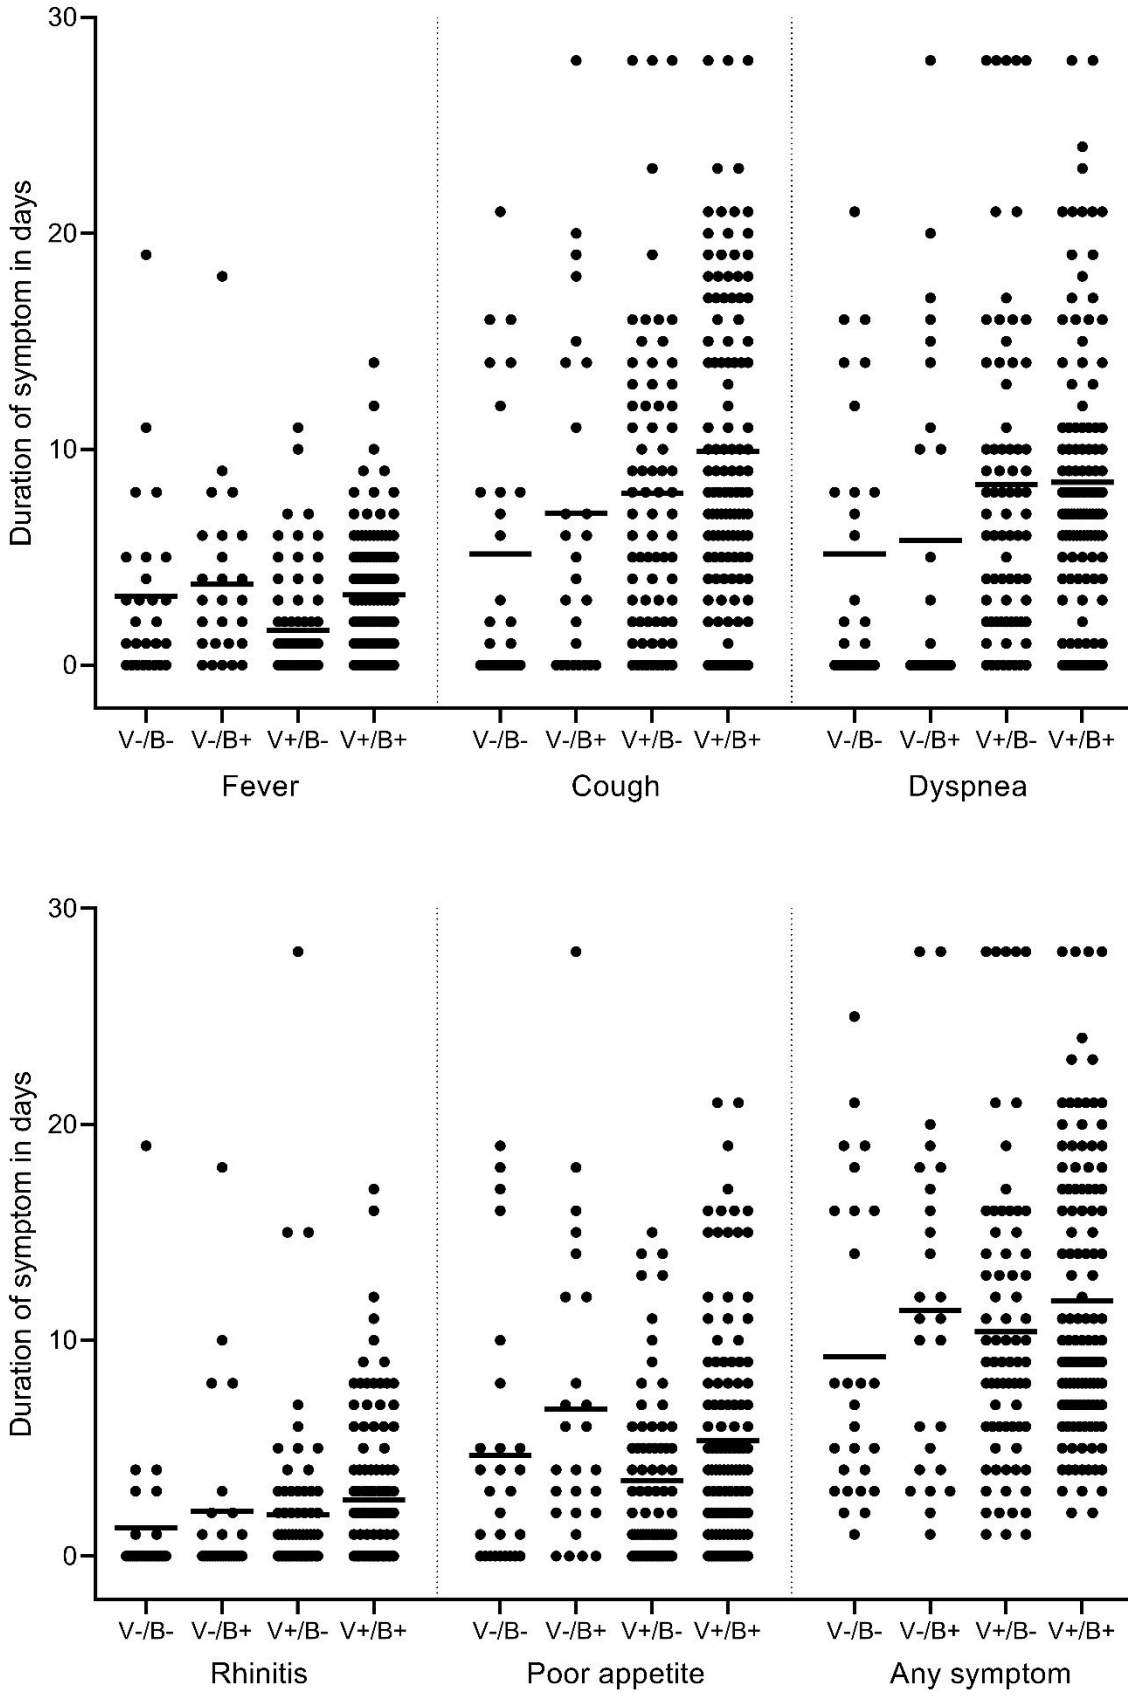 30
20
10
0
Duration of symptom in days
V-/B- V-/B+ V+/B- V+/B+ V-/B- V-/B+ V+/B- V+/B+ V-/B- V-/B+ V+/B- V+/B+
Fever Cough Dyspnea
30
20
10
0
Duration of symptom in days
V-/B- V-/B+ V+/B- V+/B+ V-/B- V-/B+ V+/B- V+/B+ V-/B- V-/B+ V+/B- V+/B+
Rhinitis Poor appetite Any symptom